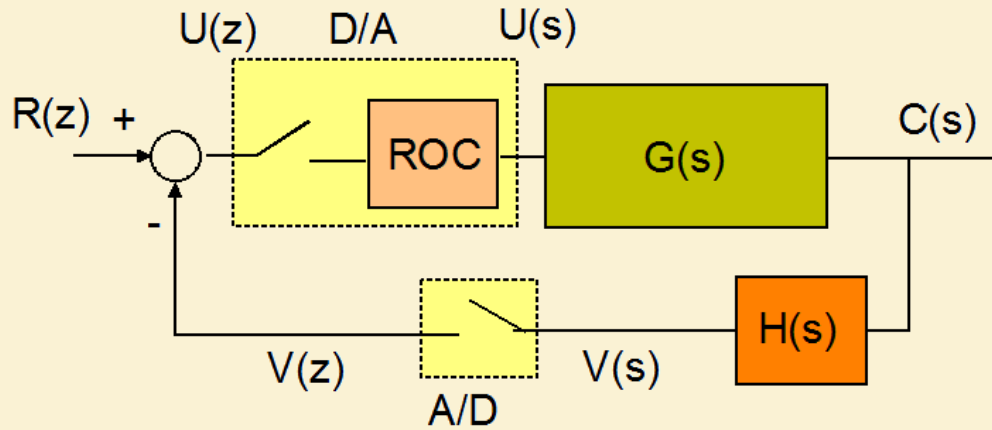 U(z) D/A U(s)
R(z) + C(s)
ROC G(s)
-
H(s)
V(z) V(s)
A/D